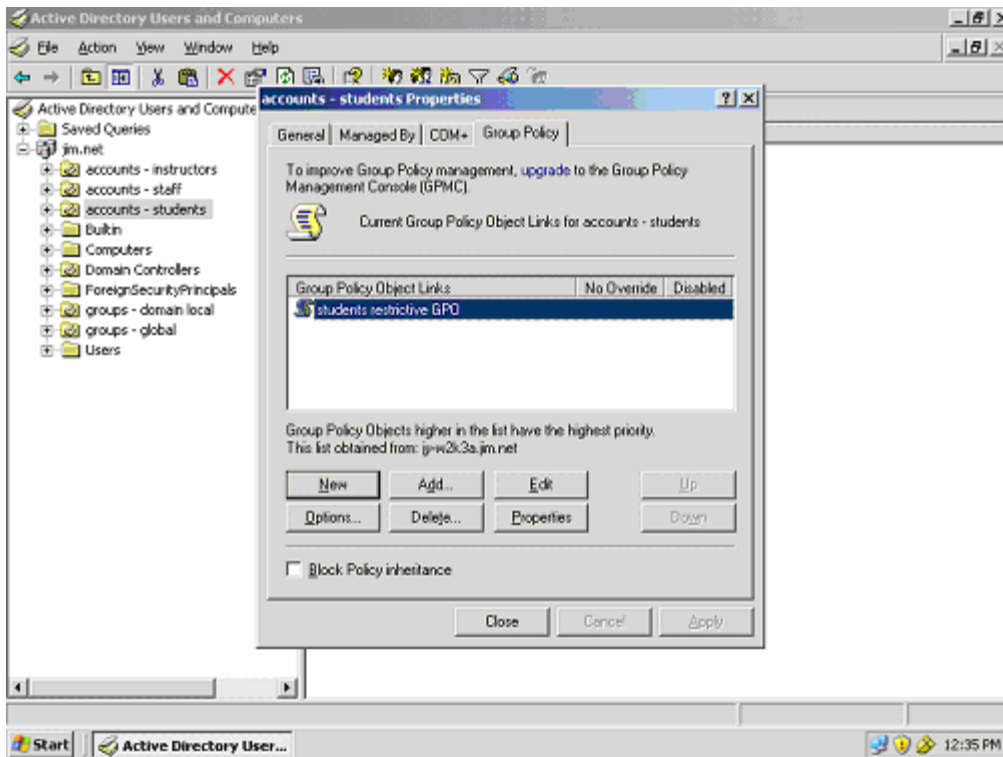 Active Directory Users and Computers
File Action View Window Help
Active Directory Users and Compute
Saved Queries
jim.net
accounts - instructors
accounts - staff
accounts - students
Builtin
Computers
Domain Controllers
ForeignSecurityPrincipals
groups - domain local
groups - global
Users
accounts - students Properties
General Managed By COM+ Group Policy
To improve Group Policy management, upgrade to the Group Policy
Management Console (GPMC).
Current Group Policy Object Links for accounts - students
Group Policy Object Links No Override Disabled
students restrictive GPO
Group Policy Objects higher in the list have the highest priority.
This list obtained from: jp-w2k3a.jim.net
New Add... Edit Up
Options... Delete... Properties Down
Block Policy inheritance
Close Cancel Apply
Start Active Directory User... 12:35 PM